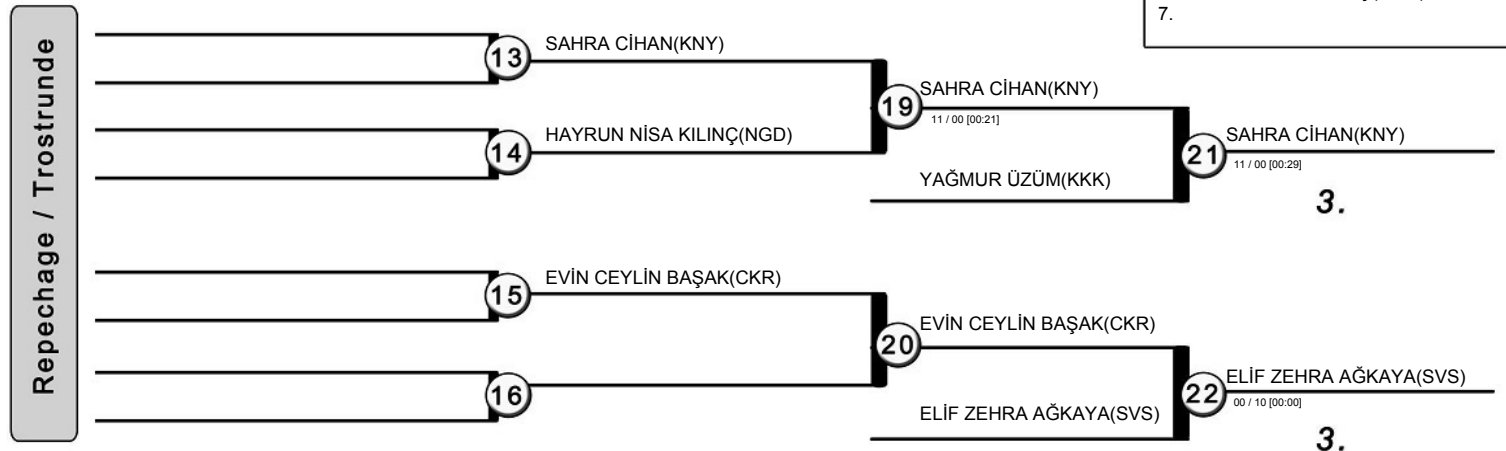 Repechage / Trostrunde
7.
13
SAHRA CİHAN(KNY)
14
HAYRUN NİSA KILINÇ(NGD)
19
SAHRA CİHAN(KNY)
11 / 00 [00:21]
YAĞMUR ÜZÜM(KKK)
21
SAHRA CİHAN(KNY)
11 / 00 [00:29]
3.
15
EVİN CEYLİN BAŞAK(CKR)
16
20
EVİN CEYLİN BAŞAK(CKR)
ELİF ZEHRA AĞKAYA(SVS)
22
ELİF ZEHRA AĞKAYA(SVS)
00 / 10 [00:00]
3.